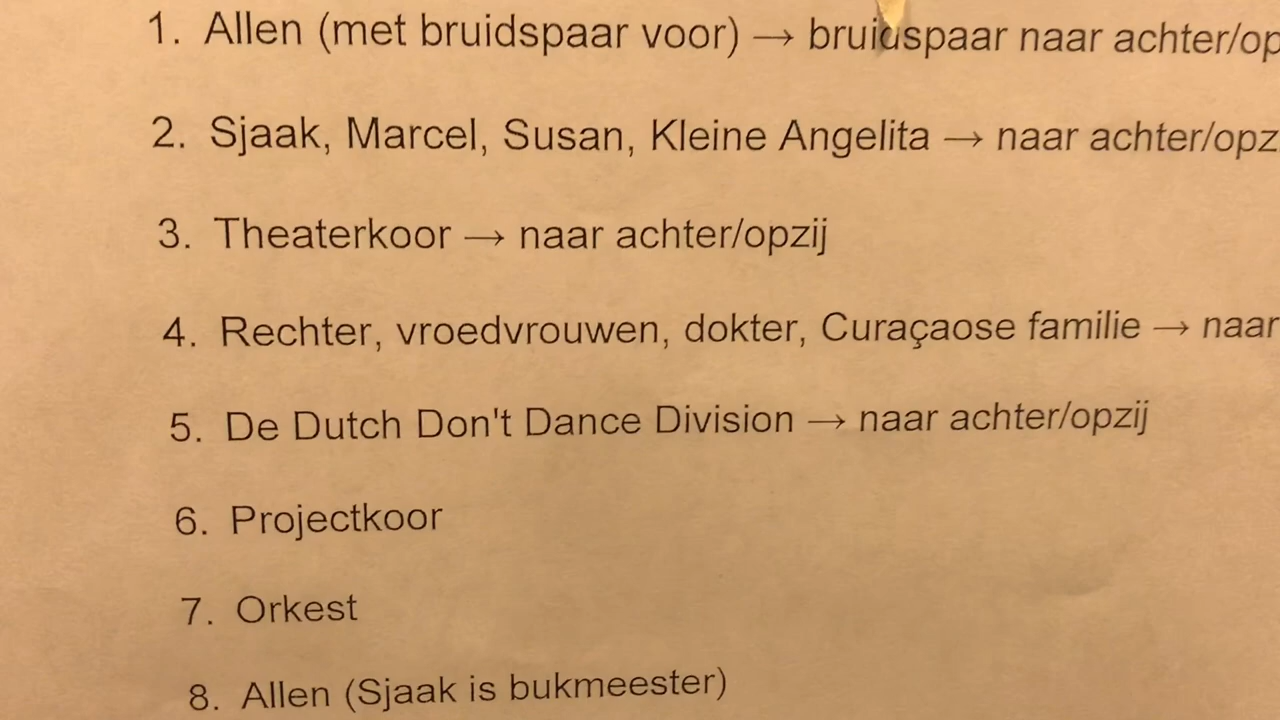 1. Allen (met bruidspaar voor) → bruidspaar naar achter/op
2. Sjaak, Marcel, Susan, Kleine Angelita → naar achter/opz
3. Theaterkoor → naar achter/opzij
4. Rechter, vroedvrouwen, dokter, Curaçaose familie → naar
5. De Dutch Don't Dance Division → naar achter/opzij
6. Projectkoor
7. Orkest
8. Allen (Sjaak is bukmeester)